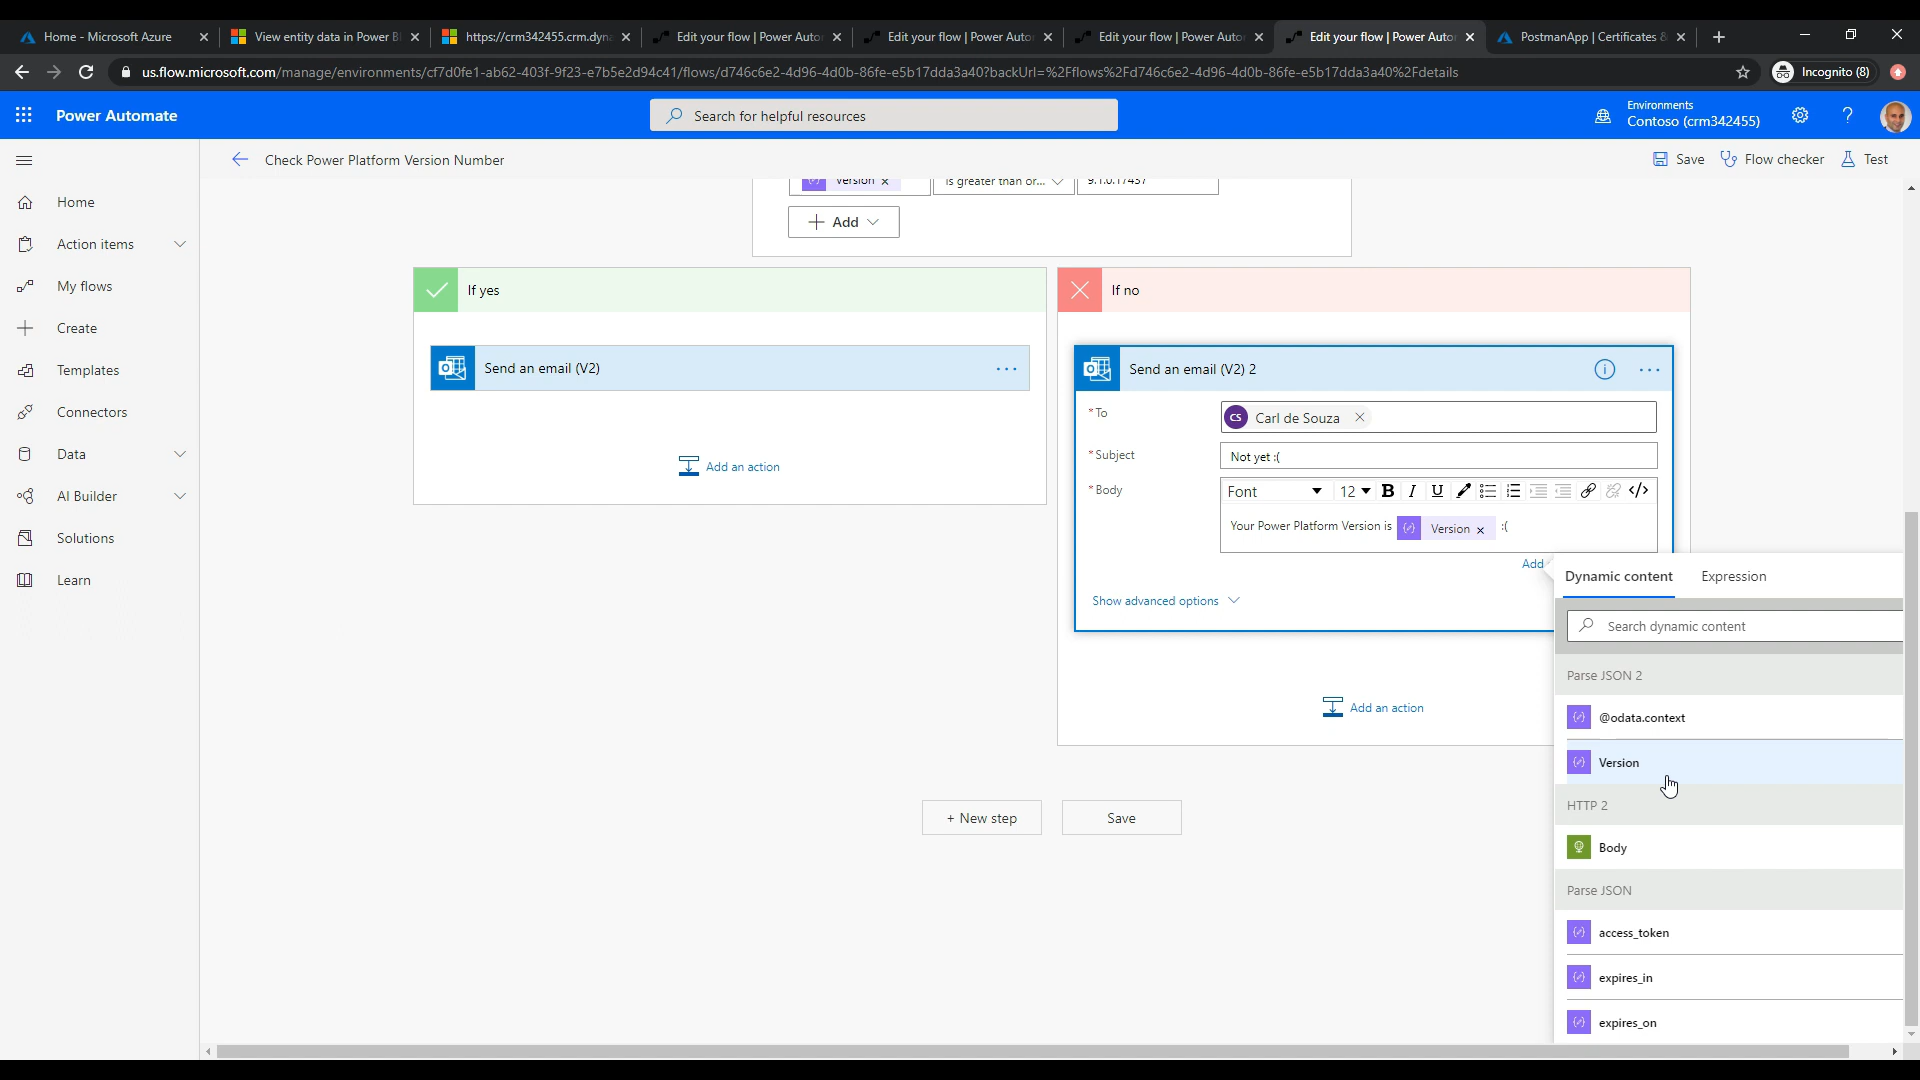 Home - Microsoft Azure
View entity data in Power B
https://crm342455.crm.dyn
Edit your flow | Power Auto
Edit your flow | Power Auto
Edit your flow | Power Auto
Edit your flow | Power Auto
PostmanApp | Certificates &
us.flow.microsoft.com/manage/environments/cf7d0fe1-ab62-403f-9f23-e7b5e2d94c41/flows/d746c6e2-4d96-4d0b-86fe-e5b17dda3a40?backUrl=%2Fflows%2Fd746c6e2-4d96-4d0b-86fe-e5b17dda3a40%2Fdetails
Incognito (8)
Power Automate
Search for helpful resources
Environments
Contoso (crm342455)
Check Power Platform Version Number
Save
Flow checker
Test
Home
Action items
My flows
Create
Templates
Connectors
Data
AI Builder
Solutions
Learn
Version
is greater than or...
9.1.0.17437
Add
If yes
Send an email (V2)
Add an action
If no
Send an email (V2) 2
* To
CS Carl de Souza
* Subject
Not yet :(
* Body
Font
12
B I U </>
Your Power Platform Version is Version :(
Add
Show advanced options
Add an action
+ New step
Save
Dynamic content
Expression
Search dynamic content
Parse JSON 2
@odata.context
Version
HTTP 2
Body
Parse JSON
access_token
expires_in
expires_on